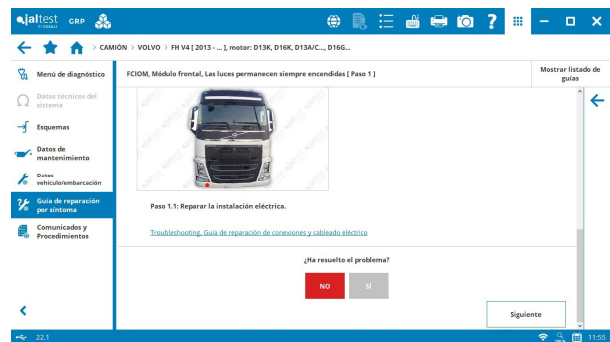 jaltest GRP
by COJALI
?
> CAMIÓN > VOLVO > FH V4 [ 2013 - ... ], motor: D13K, D16K, D13A/C..., D16G...
Menú de diagnóstico
Datos técnicos del
sistema
Esquemas
Datos de
mantenimiento
Datos
vehículo/embarcación
Guía de reparación
por síntoma
Comunicados y
Procedimientos
FCIOM, Módulo frontal, Las luces permanecen siempre encendidas [ Paso 1 ]
Mostrar listado de
guías
Paso 1.1: Reparar la instalación eléctrica.
Troubleshooting, Guía de reparación de conexiones y cableado eléctrico
¿Ha resuelto el problema?
NO
SÍ
Siguiente
22.1
11:55